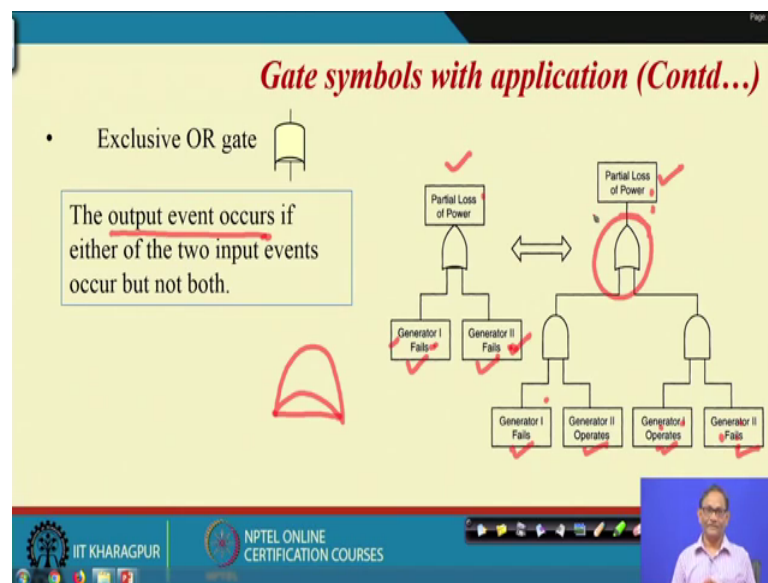 Page:
Gate symbols with application (Contd…)
• Exclusive OR gate
The output event occurs if
either of the two input events
occur but not both.
Partial Loss
of Power
Generator I
Fails
Generator II
Fails
Partial Loss
of Power
Generator I
Fails
Generator II
Operates
Generator I
Operates
Generator II
Fails
IIT KHARAGPUR
NPTEL ONLINE
CERTIFICATION COURSES